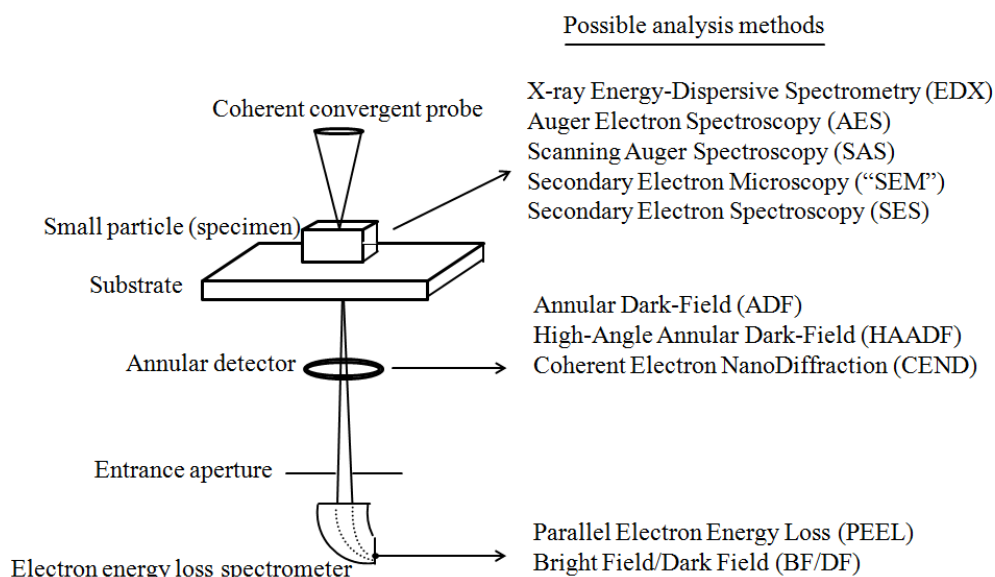 Possible analysis methods
Coherent convergent probe
X-ray Energy-Dispersive Spectrometry (EDX)
Auger Electron Spectroscopy (AES)
Scanning Auger Spectroscopy (SAS)
Secondary Electron Microscopy (“SEM”)
Secondary Electron Spectroscopy (SES)
Small particle (specimen)
Substrate
Annular Dark-Field (ADF)
High-Angle Annular Dark-Field (HAADF)
Coherent Electron NanoDiffraction (CEND)
Annular detector
Entrance aperture
Parallel Electron Energy Loss (PEEL)
Bright Field/Dark Field (BF/DF)
Electron energy loss spectrometer